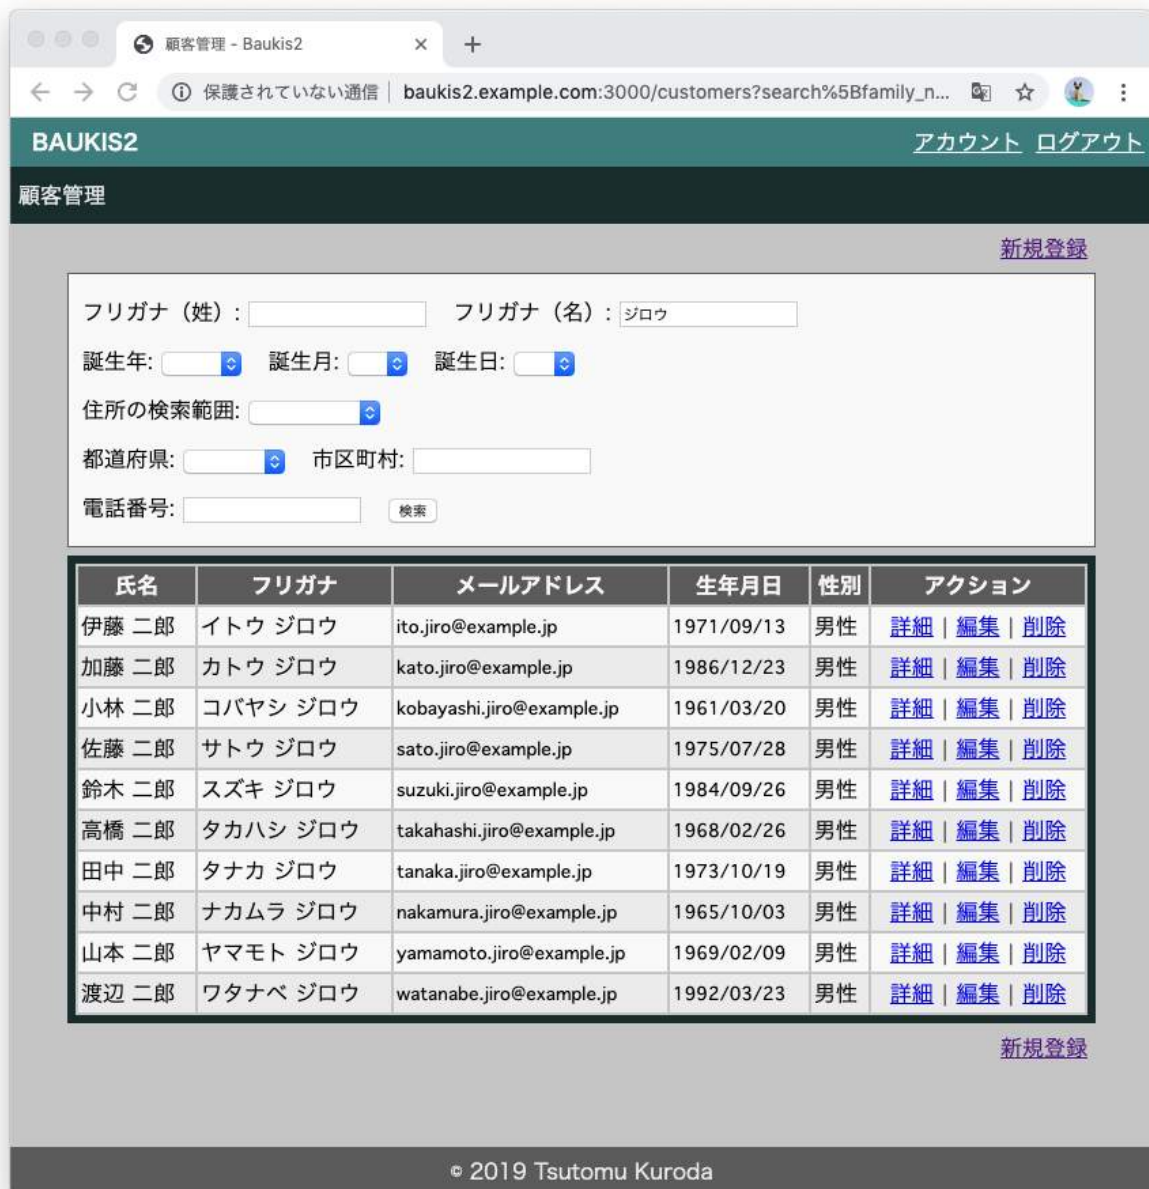 顧客管理 - Baukis2
保護されていない通信 | baukis2.example.com:3000/customers?search%5Bfamily_n...
BAUKIS2 アカウント ログアウト
顧客管理
新規登録
フリガナ（姓）: フリガナ（名）: ジロウ
誕生年: 誕生月: 誕生日:
住所の検索範囲:
都道府県: 市区町村:
電話番号: 検索
氏名 フリガナ メールアドレス 生年月日 性別 アクション
伊藤 二郎 イトウ ジロウ ito.jiro@example.jp 1971/09/13 男性 詳細 | 編集 | 削除
加藤 二郎 カトウ ジロウ kato.jiro@example.jp 1986/12/23 男性 詳細 | 編集 | 削除
小林 二郎 コバヤシ ジロウ kobayashi.jiro@example.jp 1961/03/20 男性 詳細 | 編集 | 削除
佐藤 二郎 サトウ ジロウ sato.jiro@example.jp 1975/07/28 男性 詳細 | 編集 | 削除
鈴木 二郎 スズキ ジロウ suzuki.jiro@example.jp 1984/09/26 男性 詳細 | 編集 | 削除
高橋 二郎 タカハシ ジロウ takahashi.jiro@example.jp 1968/02/26 男性 詳細 | 編集 | 削除
田中 二郎 タナカ ジロウ tanaka.jiro@example.jp 1973/10/19 男性 詳細 | 編集 | 削除
中村 二郎 ナカムラ ジロウ nakamura.jiro@example.jp 1965/10/03 男性 詳細 | 編集 | 削除
山本 二郎 ヤマモト ジロウ yamamoto.jiro@example.jp 1969/02/09 男性 詳細 | 編集 | 削除
渡辺 二郎 ワタナベ ジロウ watanabe.jiro@example.jp 1992/03/23 男性 詳細 | 編集 | 削除
新規登録
© 2019 Tsutomu Kuroda